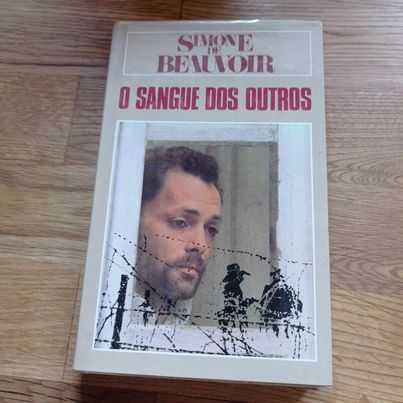 SIMONE
DE
BEAUVOIR
O SANGUE DOS OUTROS